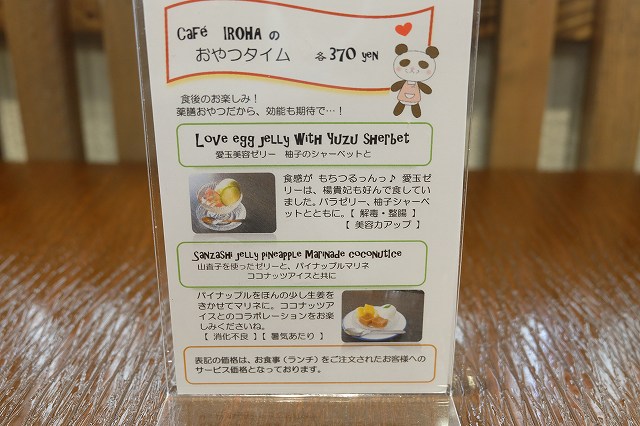 Café IROHA の
おやつタイム 各370 yen
食後のお楽しみ！
薬膳おやつだから、効能も期待で…！
Love egg jelly With Yuzu Sherbet
愛玉美容ゼリー 柚子のシャーベットと
食感が もちつるっんっ♪ 愛玉ゼ
リーは、楊貴妃も好んで食してい
ました。バラゼリー、柚子シャーベ
ットとともに。【 解毒・整腸 】
【 美容力アップ 】
Sanzashi jelly Pineapple Marinade coconut ice
山査子を使ったゼリーと、パイナップルマリネ
ココナッツアイスと共に
パイナップルをほんの少し生姜を
きかせてマリネに。ココナッツア
イスとのコラボレーションをお楽
しみくださいね。
【 消化不良 】【 暑気あたり 】
表記の価格は、お食事（ランチ）をご注文されたお客様への
サービス価格となっております。